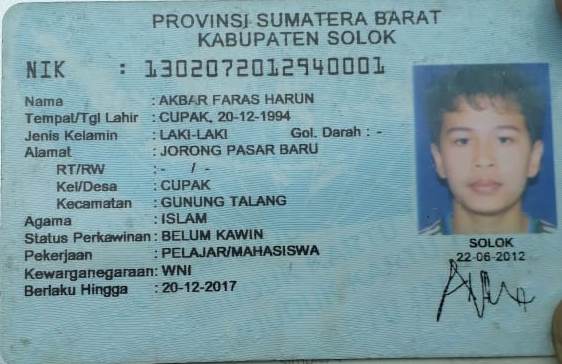 PROVINSI SUMATERA BARAT
KABUPATEN SOLOK
NIK : 1302072012940001
Nama : AKBAR FARAS HARUN
Tempat/Tgl Lahir : CUPAK, 20-12-1994
Jenis Kelamin : LAKI-LAKI Gol. Darah : -
Alamat : JORONG PASAR BARU
RT/RW : - / -
Kel/Desa : CUPAK
Kecamatan : GUNUNG TALANG
Agama : ISLAM
Status Perkawinan : BELUM KAWIN
Pekerjaan : PELAJAR/MAHASISWA
Kewarganegaraan : WNI
Berlaku Hingga : 20-12-2017
SOLOK
22-06-2012